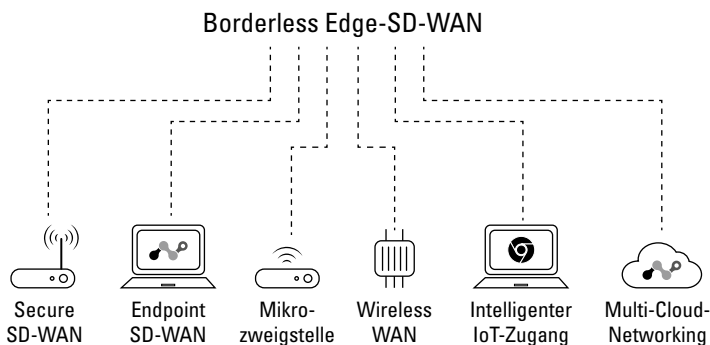 Borderless Edge-SD-WAN
Secure
SD-WAN
Endpoint
SD-WAN
Mikro-
zweigstelle
Wireless
WAN
Intelligenter
IoT-Zugang
Multi-Cloud-
Networking